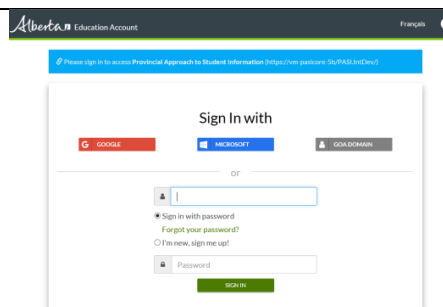 Alberta Education Account
Français
Please sign in to access Provincial Approach to Student Information (https://vm-pasicore-5b/PASI.IntDev/)
Sign In with
G GOOGLE
MICROSOFT
GOA DOMAIN
or
Sign in with password
Forgot your password?
I'm new, sign me up!
Password
SIGN IN